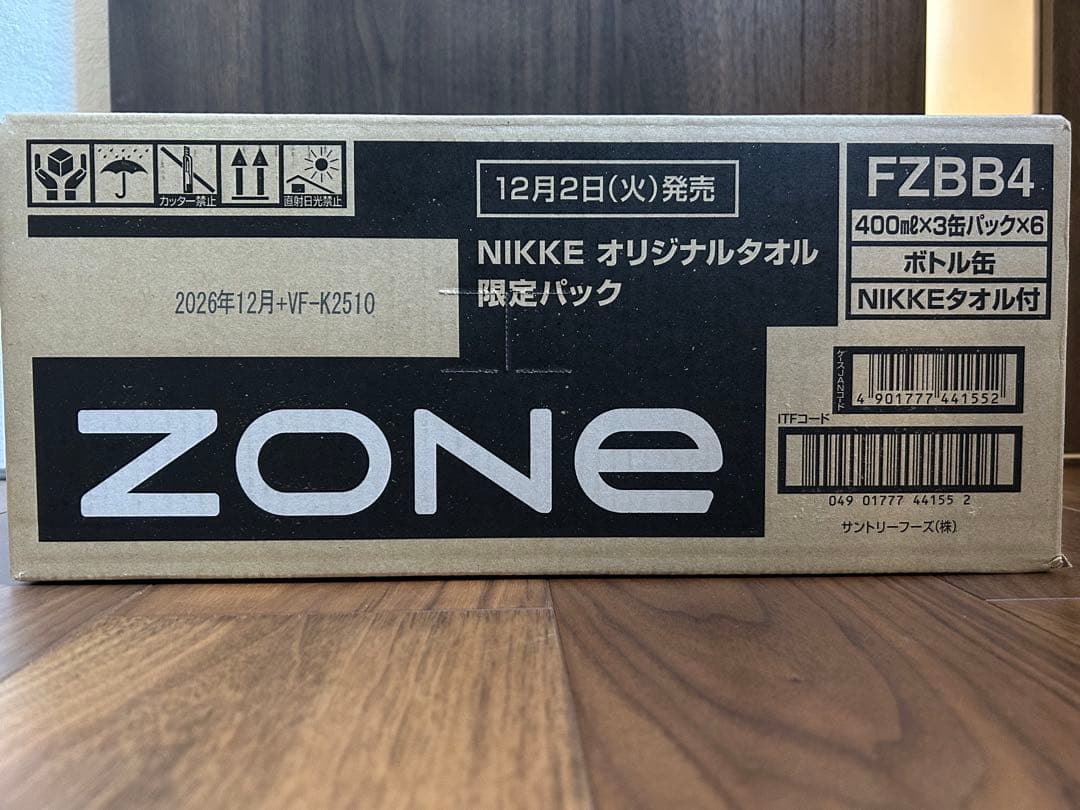 カッター禁止
直射日光禁止
12月2日(火)発売
NIKKE オリジナルタオル
限定パック
2026年12月+VF-K2510
ZONe
FZBB4
400㎖×3缶パック×6
ボトル缶
NIKKEタオル付
ケースJANコード
4 901777 441552
ITFコード
049 01777 44155 2
サントリーフーズ(株)